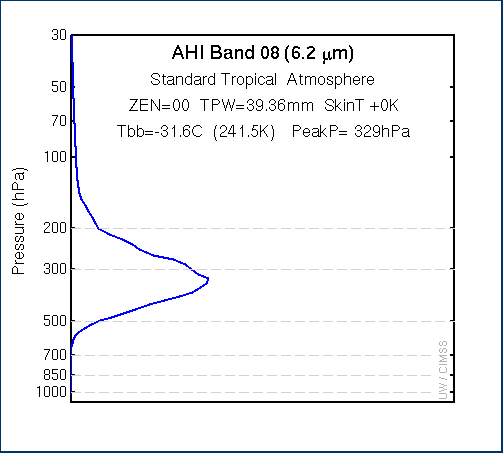 AHI Band 08 (6.2 μm)
Standard Tropical Atmosphere
ZEN=00 TPW=39.36mm SkinT +0K
Tbb=-31.6C (241.5K) PeakP= 329hPa
Pressure (hPa)
30
50
70
100
200
300
500
700
850
1000
UW / CIMSS